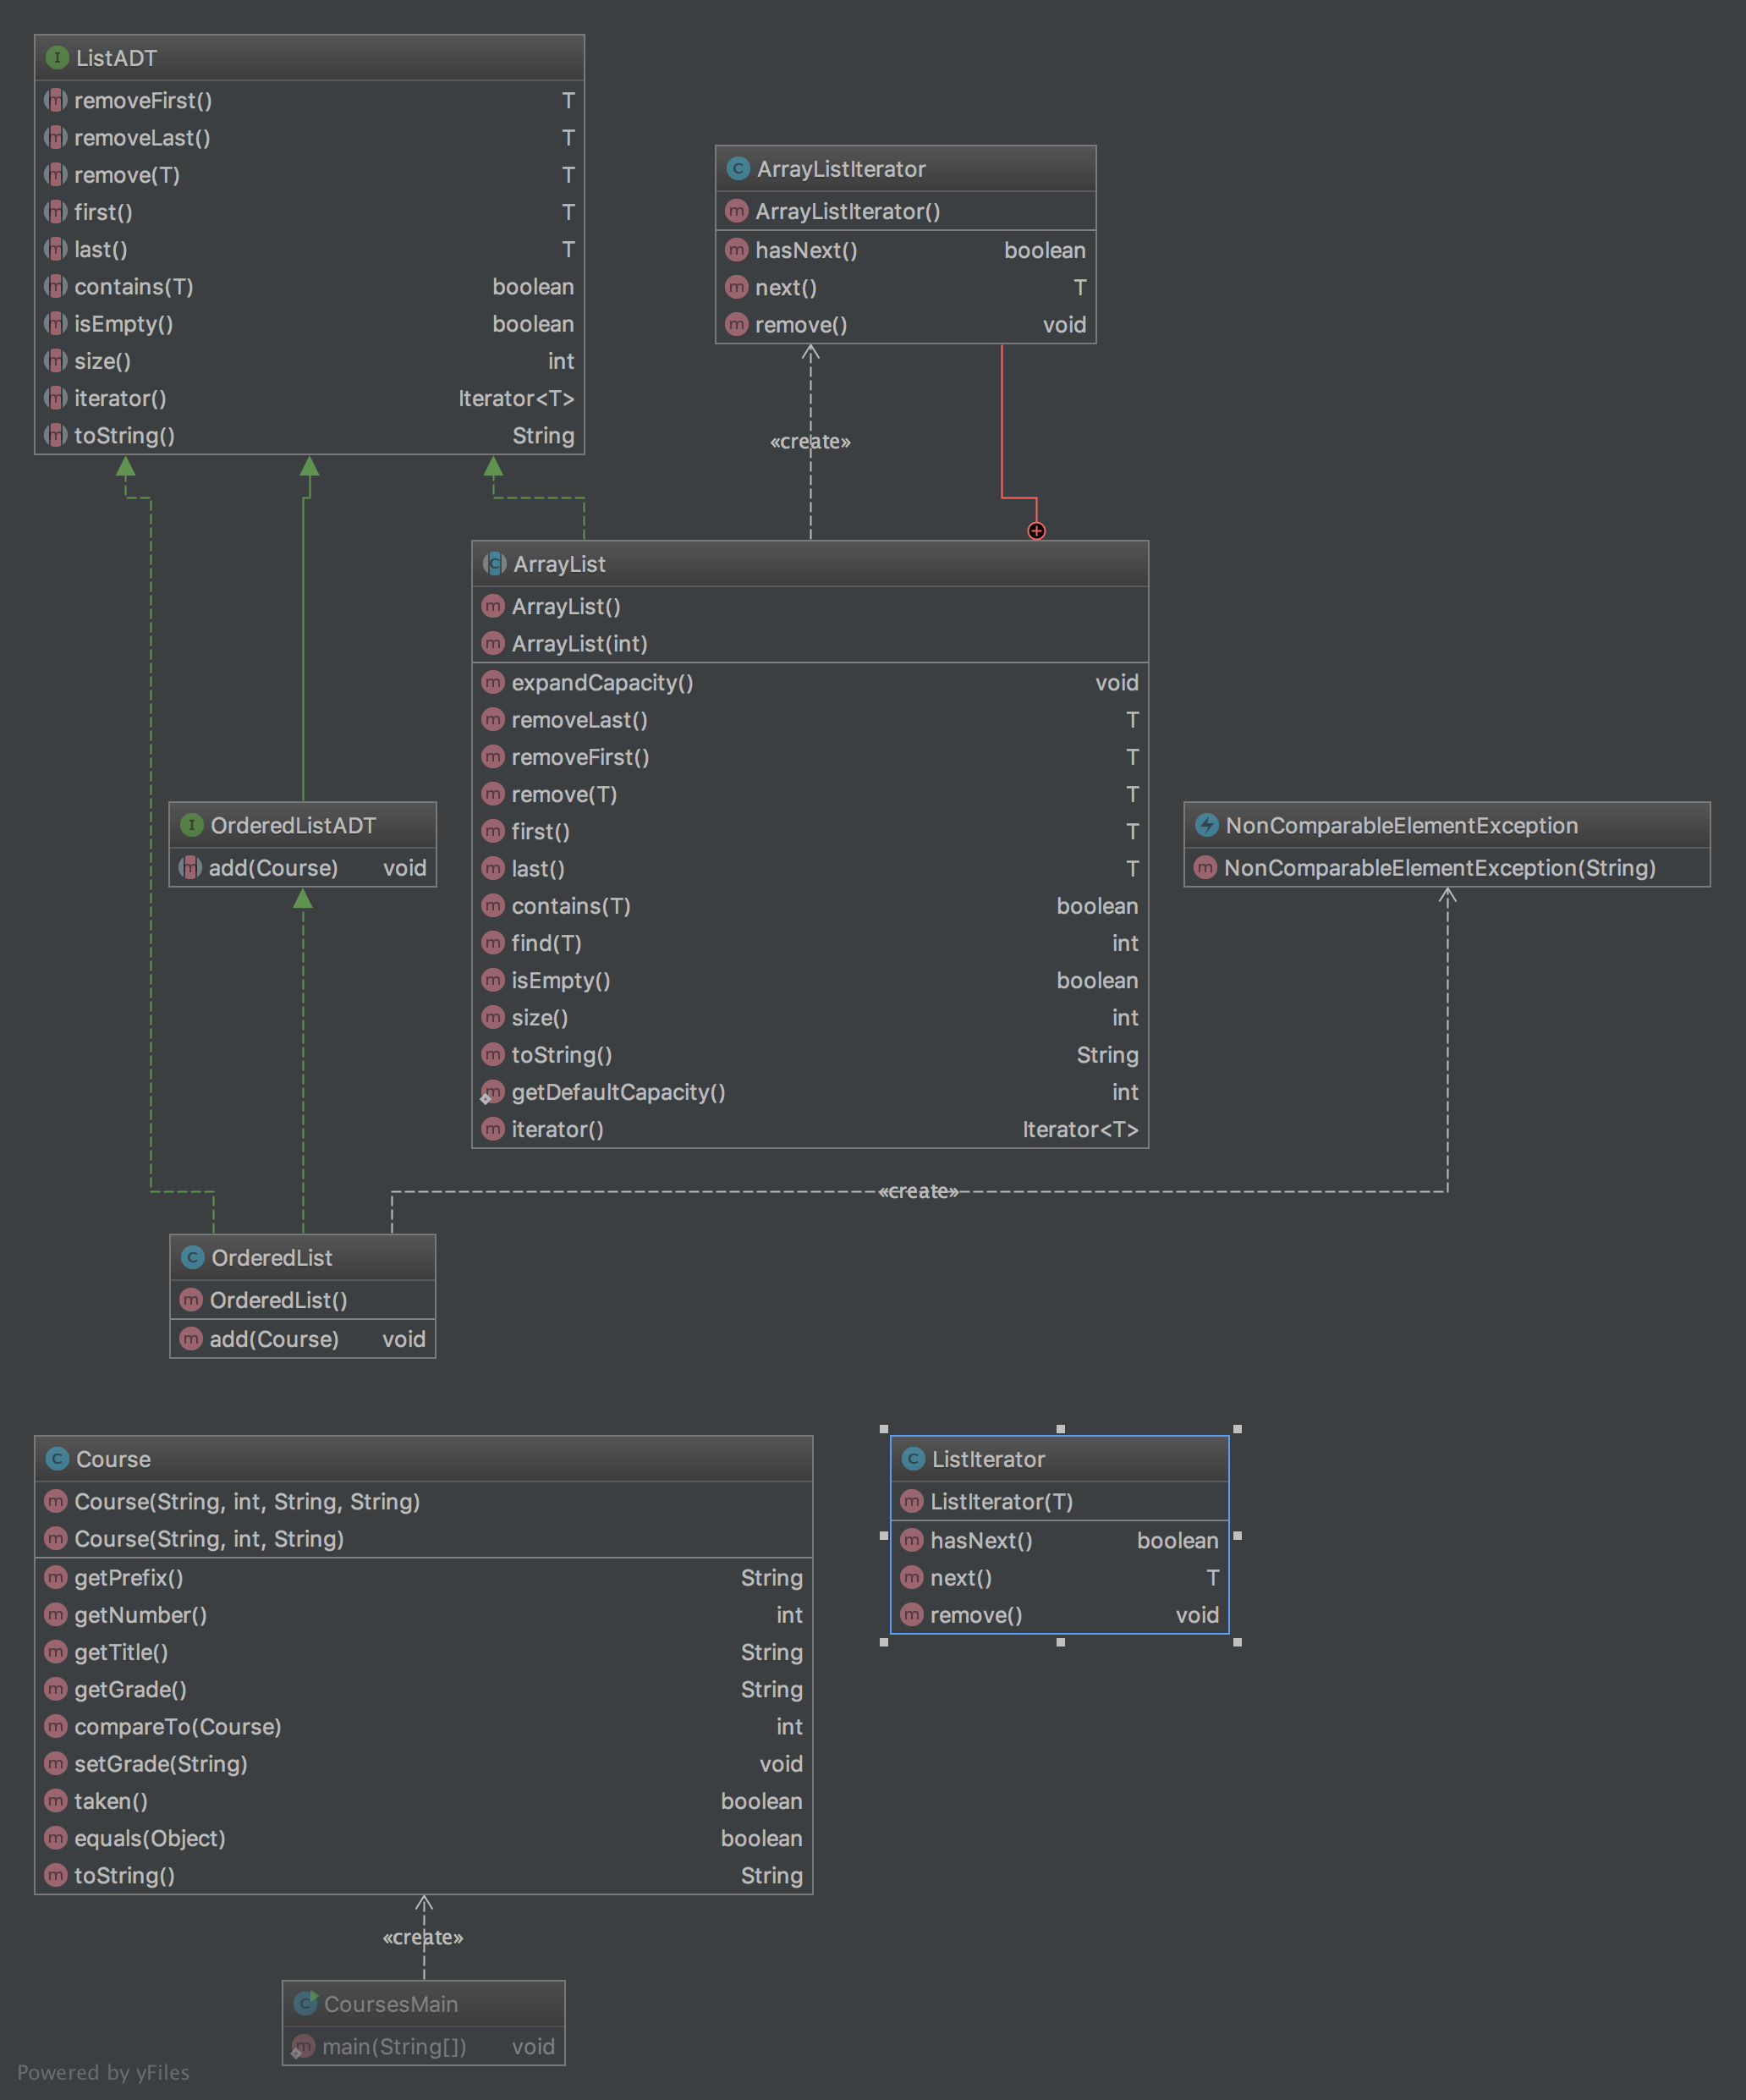 ListADT
removeFirst() T
removeLast() T
remove(T) T
first() T
last() T
contains(T) boolean
isEmpty() boolean
size() int
iterator() Iterator<T>
toString() String
ArrayListIterator
ArrayListIterator()
hasNext() boolean
next() T
remove() void
«create»
ArrayList
ArrayList()
ArrayList(int)
expandCapacity() void
removeLast() T
removeFirst() T
remove(T) T
first() T
last() T
contains(T) boolean
find(T) int
isEmpty() boolean
size() int
toString() String
getDefaultCapacity() int
iterator() Iterator<T>
OrderedListADT
add(Course) void
NonComparableElementException
NonComparableElementException(String)
«create»
OrderedList
OrderedList()
add(Course) void
Course
Course(String, int, String, String)
Course(String, int, String)
getPrefix() String
getNumber() int
getTitle() String
getGrade() String
compareTo(Course) int
setGrade(String) void
taken() boolean
equals(Object) boolean
toString() String
ListIterator
ListIterator(T)
hasNext() boolean
next() T
remove() void
«create»
CoursesMain
main(String[]) void
Powered by yFiles